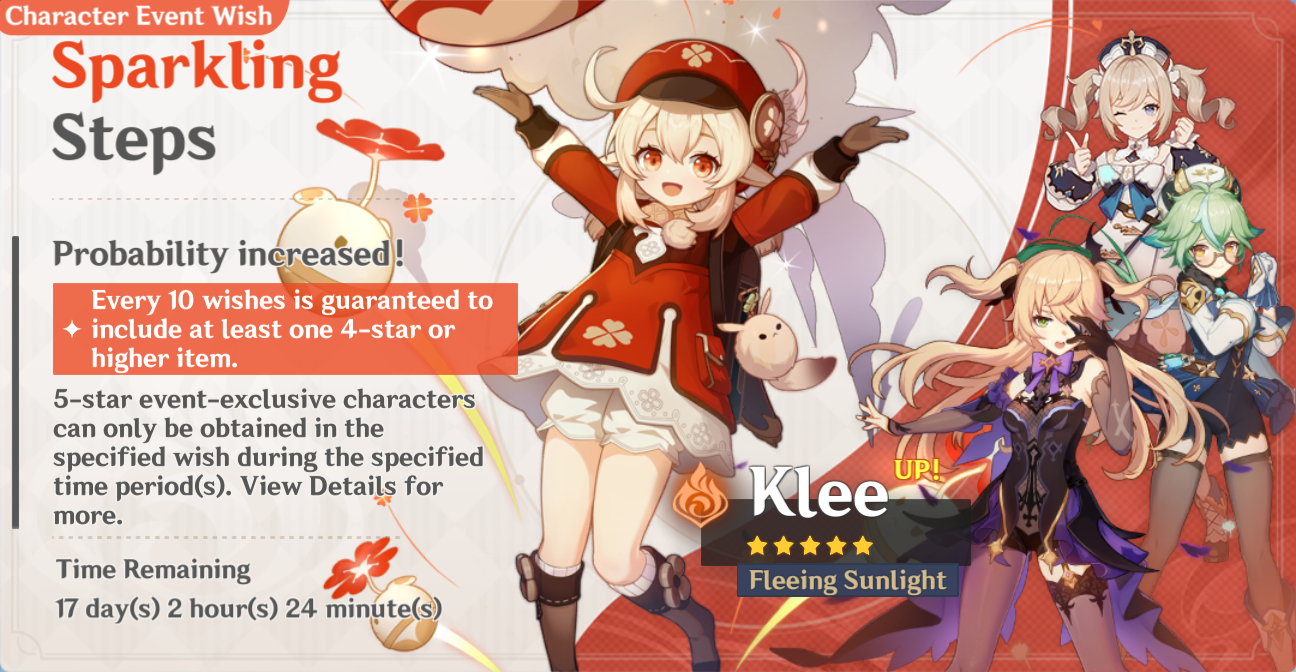 Character Event Wish
Sparkling
Steps
Probability increased!
Every 10 wishes is guaranteed to
include at least one 4-star or
higher item.
5-star event-exclusive characters
can only be obtained in the
specified wish during the specified
time period(s). View Details for
more.
Time Remaining
17 day(s) 2 hour(s) 24 minute(s)
UP!
Klee
Fleeing Sunlight